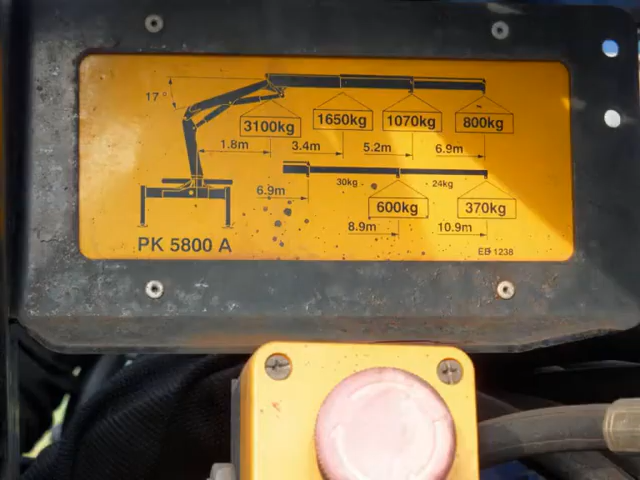 17°
3100kg 1650kg 1070kg 800kg
1.8m 3.4m 5.2m 6.9m
30kg 24kg
6.9m
600kg 370kg
8.9m 10.9m
PK 5800 A
EB 1238